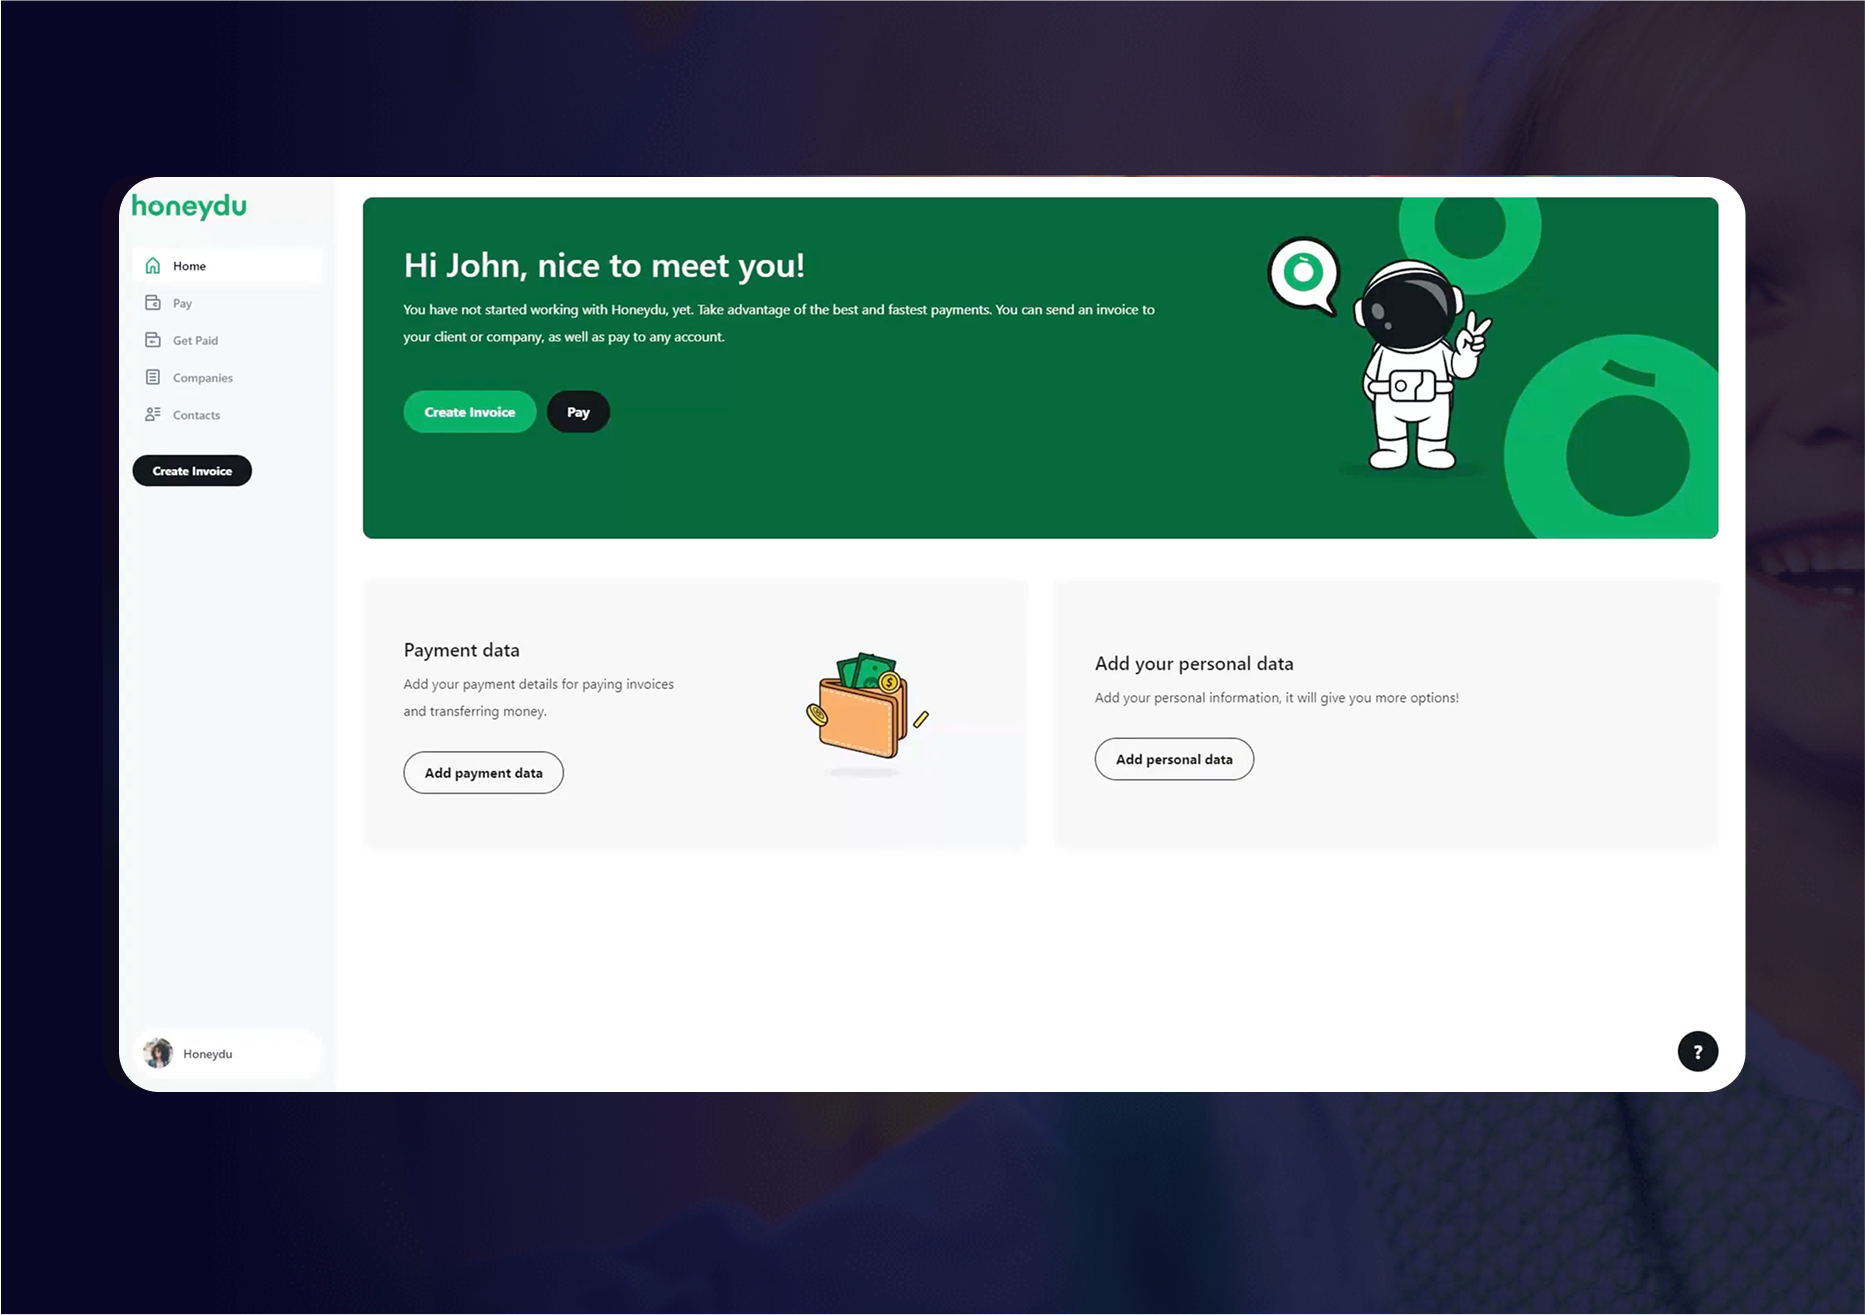 honeydu
Home
Pay
Get Paid
Companies
Contacts
Create Invoice
Honeydu
Hi John, nice to meet you!
You have not started working with Honeydu, yet. Take advantage of the best and fastest payments. You can send an invoice to
your client or company, as well as pay to any account.
Create Invoice
Pay
Payment data
Add your payment details for paying invoices
and transferring money.
Add payment data
$
Add your personal data
Add your personal information, it will give you more options!
Add personal data
?